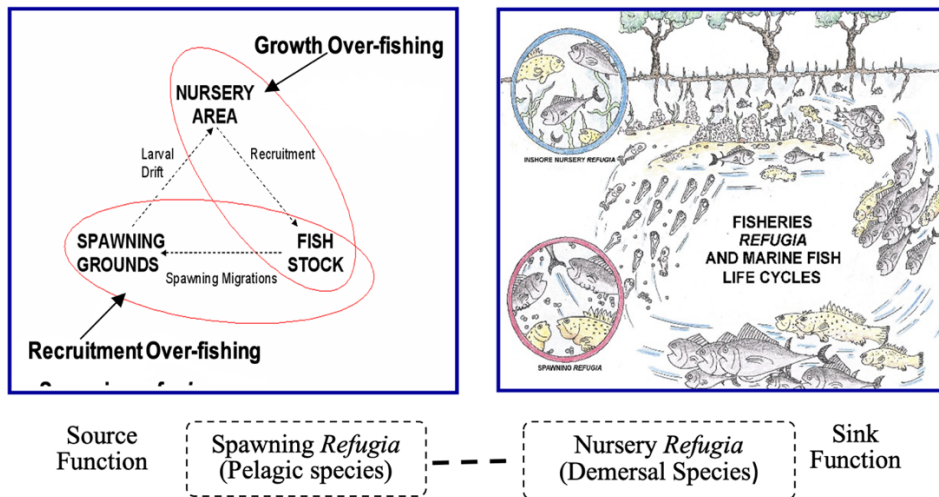 Growth Over-fishing
NURSERY
AREA
Larval
Drift
Recruitment
SPAWNING
GROUNDS
FISH
STOCK
Spawning Migrations
Recruitment Over-fishing
INSHORE NURSERY REFUGIA
FISHERIES
REFUGIA
AND MARINE FISH
LIFE CYCLES
SPAWNING REFUGIA
Source
Function
Spawning Refugia
(Pelagic species)
Nursery Refugia
(Demersal Species)
Sink
Function